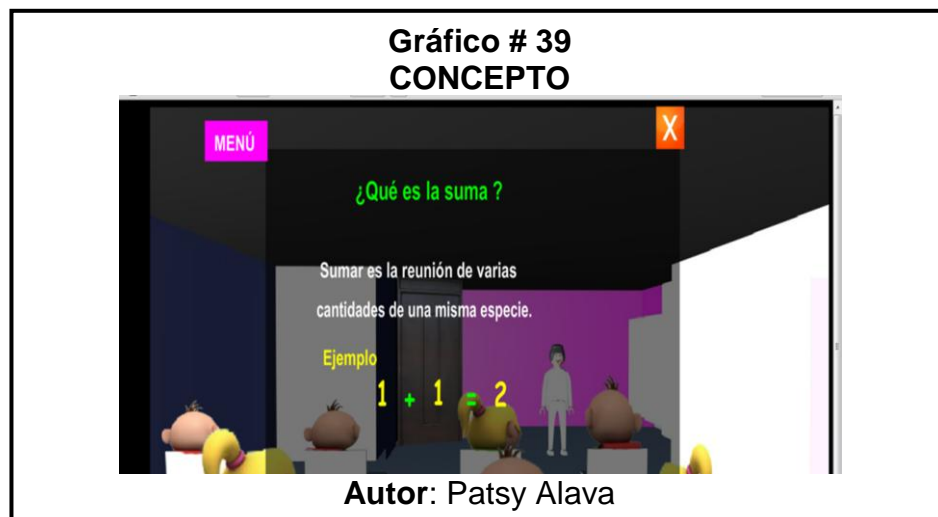 Gráfico # 39
CONCEPTO
MENÚ
X
¿Qué es la suma ?
Sumar es la reunión de varias
cantidades de una misma especie.
Ejemplo
1 + 1 = 2
Autor: Patsy Alava